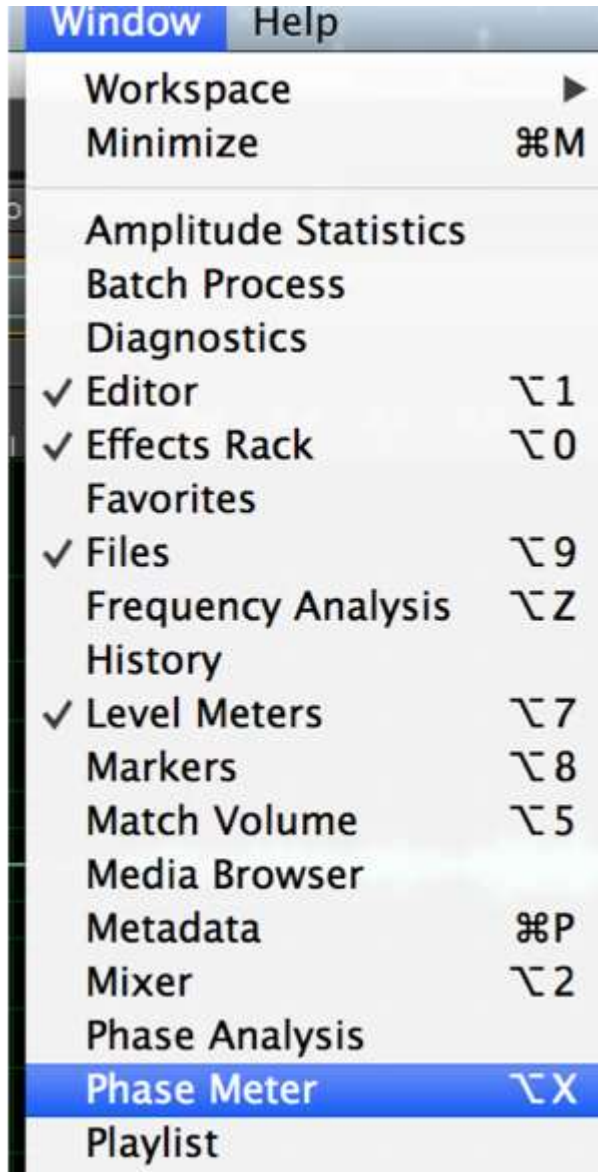 Window Help
Workspace ▶
Minimize ⌘M
Amplitude Statistics
Batch Process
Diagnostics
✓ Editor ⌥1
✓ Effects Rack ⌥0
Favorites
✓ Files ⌥9
Frequency Analysis ⌥Z
History
✓ Level Meters ⌥7
Markers ⌥8
Match Volume ⌥5
Media Browser
Metadata ⌘P
Mixer ⌥2
Phase Analysis
Phase Meter ⌥X
Playlist